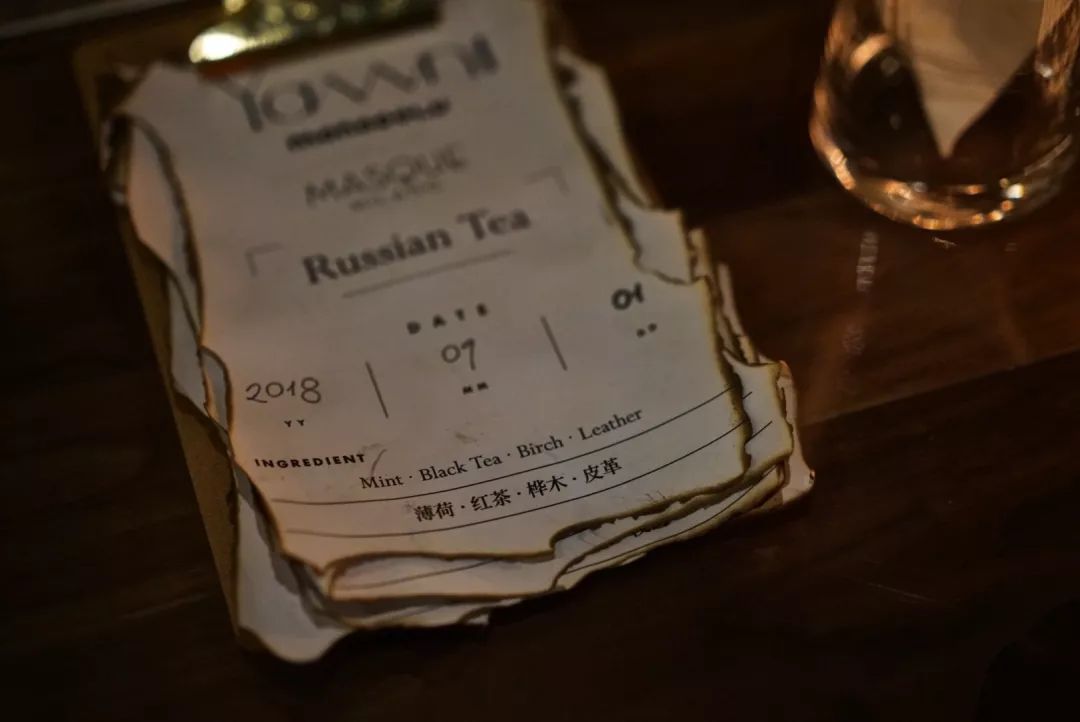 MASQUE
Russian Tea
DATE
2018
07
01
YY
MM
INGREDIENT
Mint · Black Tea · Birch · Leather
薄荷 · 红茶 · 桦木 · 皮革